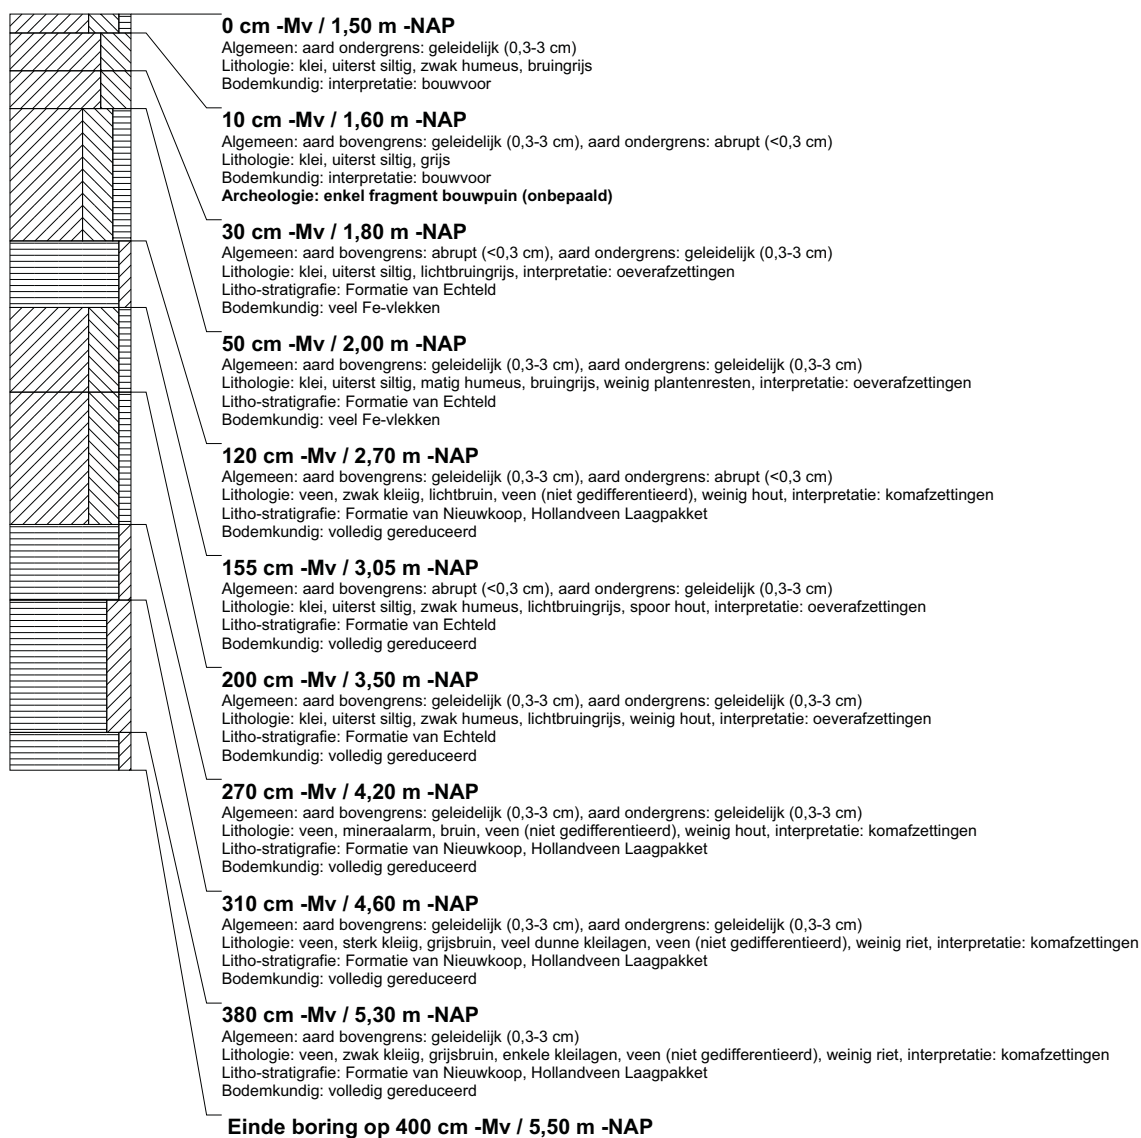 0 cm -Mv / 1,50 m -NAP
Algemeen: aard ondergrens: geleidelijk (0,3-3 cm)
Lithologie: klei, uiterst siltig, zwak humeus, bruingrijs
Bodemkundig: interpretatie: bouwvoor
10 cm -Mv / 1,60 m -NAP
Algemeen: aard bovengrens: geleidelijk (0,3-3 cm), aard ondergrens: abrupt (<0,3 cm)
Lithologie: klei, uiterst siltig, grijs
Bodemkundig: interpretatie: bouwvoor
Archeologie: enkel fragment bouwpuin (onbepaald)
30 cm -Mv / 1,80 m -NAP
Algemeen: aard bovengrens: abrupt (<0,3 cm), aard ondergrens: geleidelijk (0,3-3 cm)
Lithologie: klei, uiterst siltig, lichtbruingrijs, interpretatie: oeverafzettingen
Litho-stratigrafie: Formatie van Echteld
Bodemkundig: veel Fe-vlekken
50 cm -Mv / 2,00 m -NAP
Algemeen: aard bovengrens: geleidelijk (0,3-3 cm), aard ondergrens: geleidelijk (0,3-3 cm)
Lithologie: klei, uiterst siltig, matig humeus, bruingrijs, weinig plantenresten, interpretatie: oeverafzettingen
Litho-stratigrafie: Formatie van Echteld
Bodemkundig: veel Fe-vlekken
120 cm -Mv / 2,70 m -NAP
Algemeen: aard bovengrens: geleidelijk (0,3-3 cm), aard ondergrens: abrupt (<0,3 cm)
Lithologie: veen, zwak kleiig, lichtbruin, veen (niet gedifferentieerd), weinig hout, interpretatie: komafzettingen
Litho-stratigrafie: Formatie van Nieuwkoop, Hollandveen Laagpakket
Bodemkundig: volledig gereduceerd
155 cm -Mv / 3,05 m -NAP
Algemeen: aard bovengrens: abrupt (<0,3 cm), aard ondergrens: geleidelijk (0,3-3 cm)
Lithologie: klei, uiterst siltig, zwak humeus, lichtbruingrijs, spoor hout, interpretatie: oeverafzettingen
Litho-stratigrafie: Formatie van Echteld
Bodemkundig: volledig gereduceerd
200 cm -Mv / 3,50 m -NAP
Algemeen: aard bovengrens: geleidelijk (0,3-3 cm), aard ondergrens: geleidelijk (0,3-3 cm)
Lithologie: klei, uiterst siltig, zwak humeus, lichtbruingrijs, weinig hout, interpretatie: oeverafzettingen
Litho-stratigrafie: Formatie van Echteld
Bodemkundig: volledig gereduceerd
270 cm -Mv / 4,20 m -NAP
Algemeen: aard bovengrens: geleidelijk (0,3-3 cm), aard ondergrens: geleidelijk (0,3-3 cm)
Lithologie: veen, mineraalarm, bruin, veen (niet gedifferentieerd), weinig hout, interpretatie: komafzettingen
Litho-stratigrafie: Formatie van Nieuwkoop, Hollandveen Laagpakket
Bodemkundig: volledig gereduceerd
310 cm -Mv / 4,60 m -NAP
Algemeen: aard bovengrens: geleidelijk (0,3-3 cm), aard ondergrens: geleidelijk (0,3-3 cm)
Lithologie: veen, sterk kleiig, grijsbruin, veel dunne kleilagen, veen (niet gedifferentieerd), weinig riet, interpretatie: komafzettingen
Litho-stratigrafie: Formatie van Nieuwkoop, Hollandveen Laagpakket
Bodemkundig: volledig gereduceerd
380 cm -Mv / 5,30 m -NAP
Algemeen: aard bovengrens: geleidelijk (0,3-3 cm)
Lithologie: veen, zwak kleiig, grijsbruin, enkele kleilagen, veen (niet gedifferentieerd), weinig riet, interpretatie: komafzettingen
Litho-stratigrafie: Formatie van Nieuwkoop, Hollandveen Laagpakket
Bodemkundig: volledig gereduceerd
Einde boring op 400 cm -Mv / 5,50 m -NAP